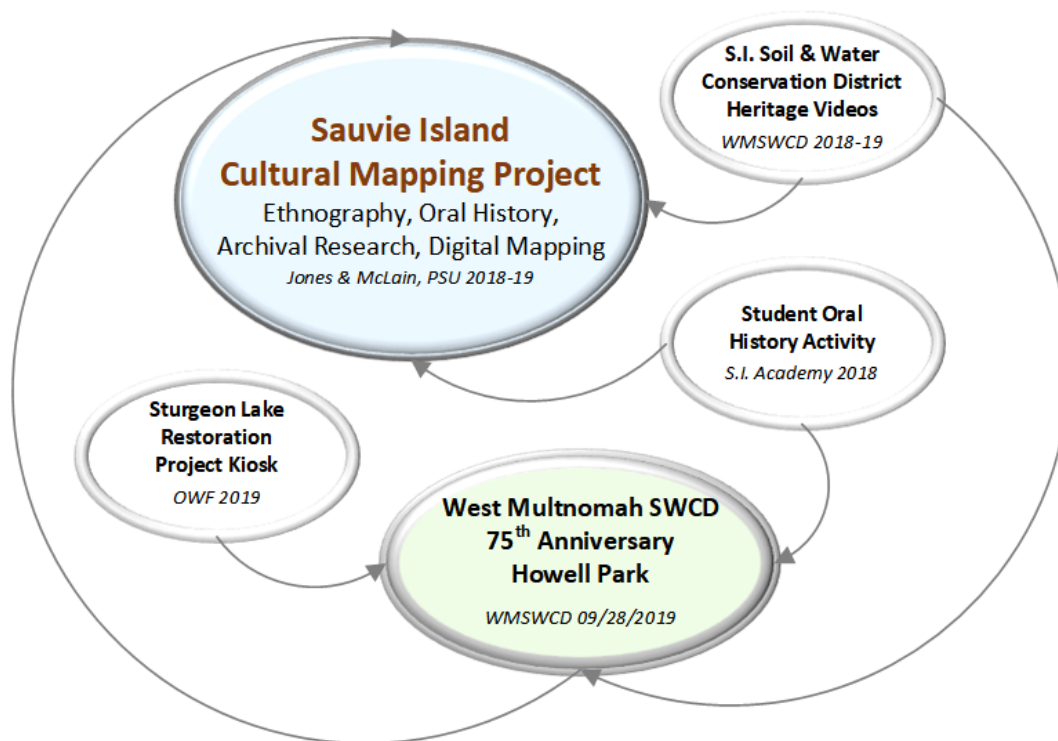 Sauvie Island
Cultural Mapping Project
Ethnography, Oral History,
Archival Research, Digital Mapping
Jones & McLain, PSU 2018-19
S.I. Soil & Water
Conservation District
Heritage Videos
WMSWCD 2018-19
Student Oral
History Activity
S.I. Academy 2018
Sturgeon Lake
Restoration
Project Kiosk
OWF 2019
West Multnomah SWCD
75th Anniversary
Howell Park
WMSWCD 09/28/2019